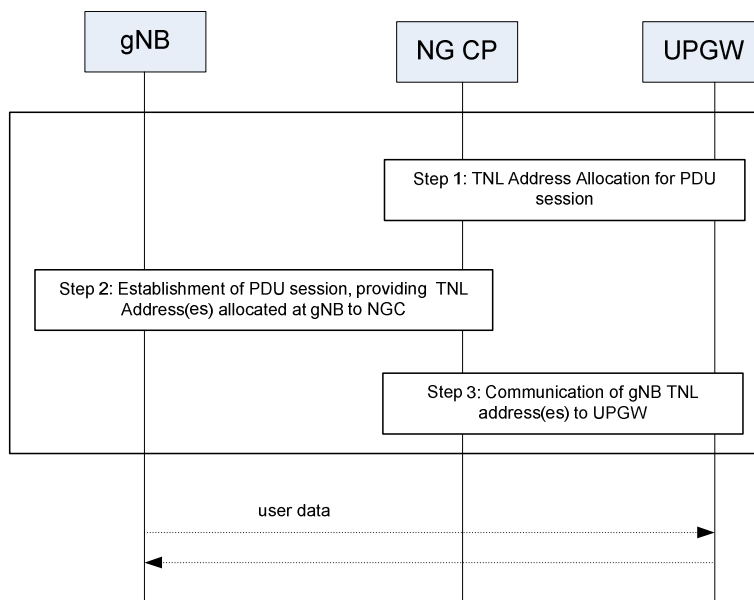 gNB
NG CP
UPGW
Step 1: TNL Address Allocation for PDU
session
Step 2: Establishment of PDU session, providing TNL
Address(es) allocated at gNB to NGC
Step 3: Communication of gNB TNL
address(es) to UPGW
user data